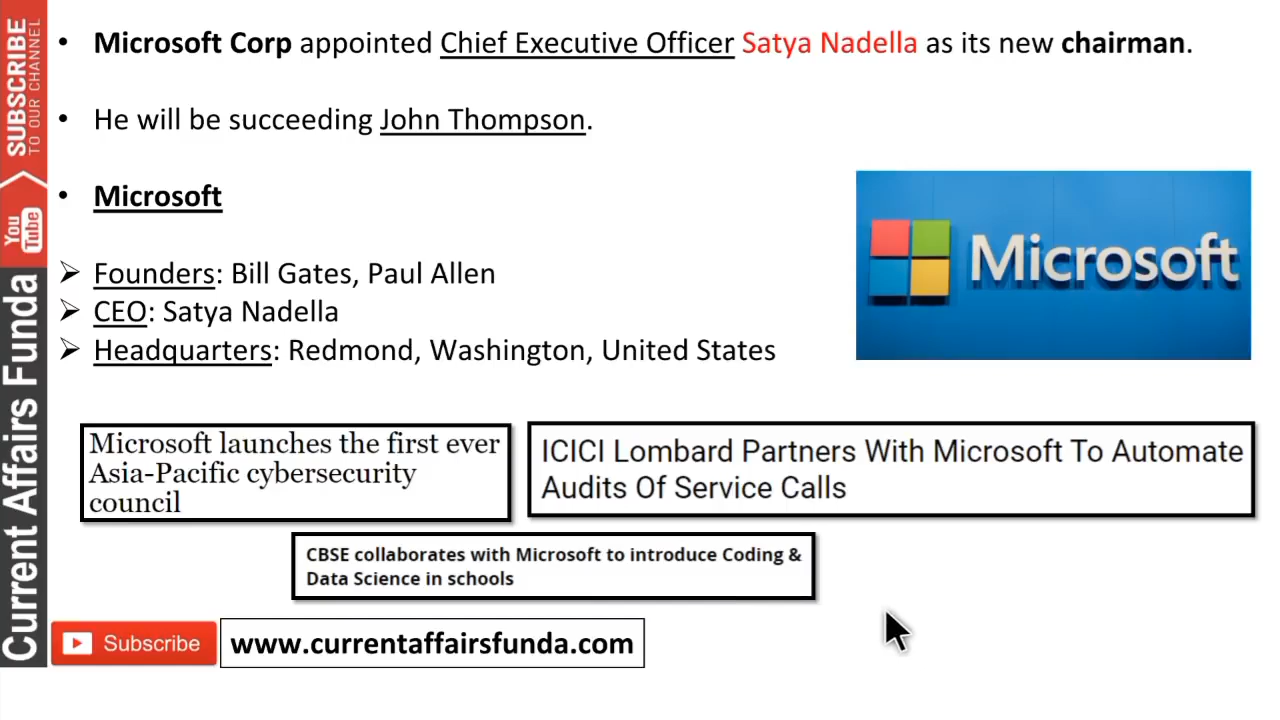 • Microsoft Corp appointed Chief Executive Officer Satya Nadella as its new chairman.
• He will be succeeding John Thompson.
• Microsoft
➢ Founders: Bill Gates, Paul Allen
➢ CEO: Satya Nadella
➢ Headquarters: Redmond, Washington, United States
Microsoft
Microsoft launches the first ever
Asia-Pacific cybersecurity
council
ICICI Lombard Partners With Microsoft To Automate
Audits Of Service Calls
CBSE collaborates with Microsoft to introduce Coding &
Data Science in schools
Subscribe
www.currentaffairsfunda.com
SUBSCRIBE
TO OUR CHANNEL
You
Tube
Current Affairs Funda